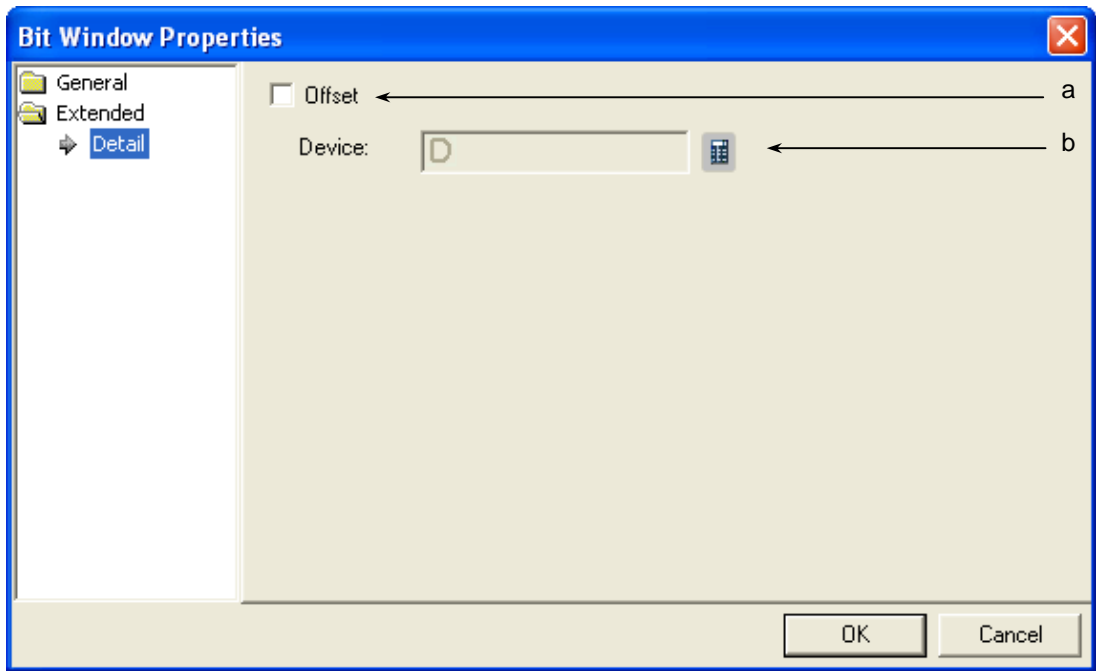 Bit Window Properties
General
Extended
Detail
Offset
a
Device:
D
b
OK
Cancel